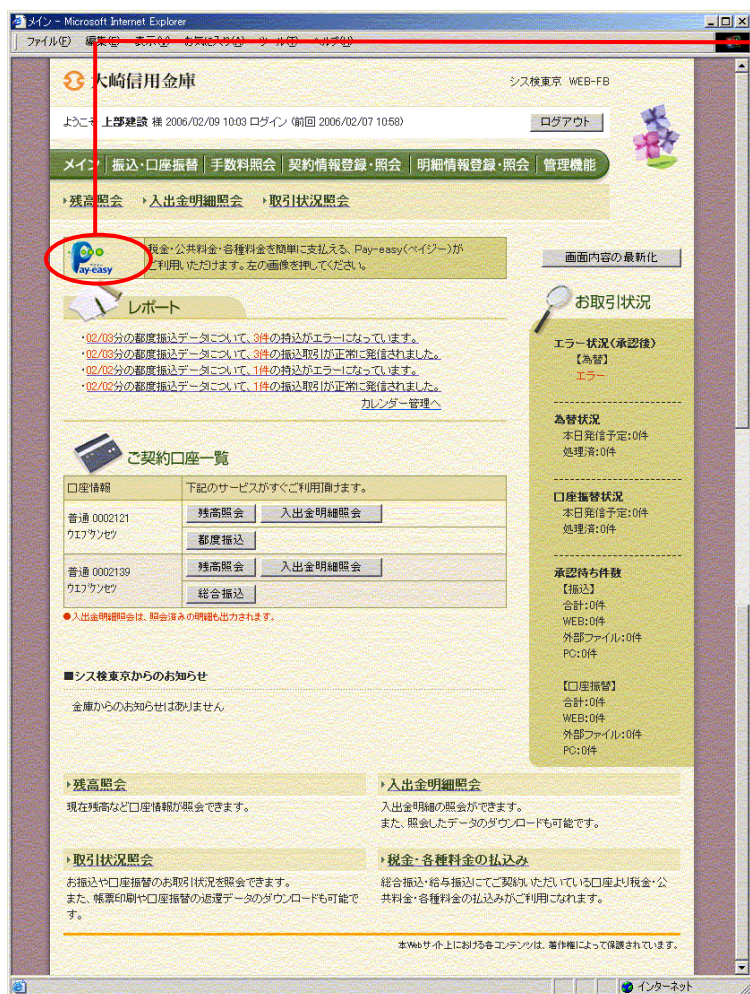 メイン - Microsoft Internet Explorer
ファイル(F) 編集(E) 表示(V) お気に入り(A) ツール(T) ヘルプ(H)
大崎信用金庫
シス検東京 WEB-FB
ようこそ 上部建設 様 2006/02/09 10:03 ログイン (前回 2006/02/07 10:58)
ログアウト
メイン 振込・口座振替 手数料照会 契約情報登録・照会 明細情報登録・照会 管理機能
残高照会 入出金明細照会 取引状況照会
Pay-easy
税金・公共料金・各種料金を簡単に支払える、Pay-easy(ペイジー)が
ご利用いただけます。左の画像を押してください。
画面内容の最新化
レポート
・02/03分の都度振込データについて、3件の持込がエラーになっています。
・02/03分の都度振込データについて、3件の振込取引が正常に発信されました。
・02/02分の都度振込データについて、1件の持込がエラーになっています。
・02/02分の都度振込データについて、1件の振込取引が正常に発信されました。
カレンダー管理へ
お取引状況
エラー状況(承認後)
【為替】
エラー
為替状況
本日発信予定:0件
処理済:0件
口座振替状況
本日発信予定:0件
処理済:0件
承認待ち件数
【振込】
合計:0件
WEB:0件
外部ファイル:0件
PC:0件
【口座振替】
合計:0件
WEB:0件
外部ファイル:0件
PC:0件
ご契約口座一覧
口座情報 下記のサービスがすぐご利用頂けます。
普通 0002121
ウエブケンセツ
残高照会 入出金明細照会
都度振込
普通 0002139
ウエブケンセツ
残高照会 入出金明細照会
総合振込
●入出金明細照会は、照会済みの明細も出力されます。
■シス検東京からのお知らせ
金庫からのお知らせはありません
残高照会
現在残高など口座情報が照会できます。
入出金明細照会
入出金明細の照会ができます。
また、照会したデータのダウンロードも可能です。
取引状況照会
お振込や口座振替のお取引状況を照会できます。
また、帳票印刷や口座振替の返還データのダウンロードも可能で
す。
税金・各種料金の払込み
総合振込・給与振込にてご契約いただいている口座より税金・公
共料金・各種料金の払込みがご利用になれます。
本Webサイト上における各コンテンツは、著作権によって保護されています。
インターネット